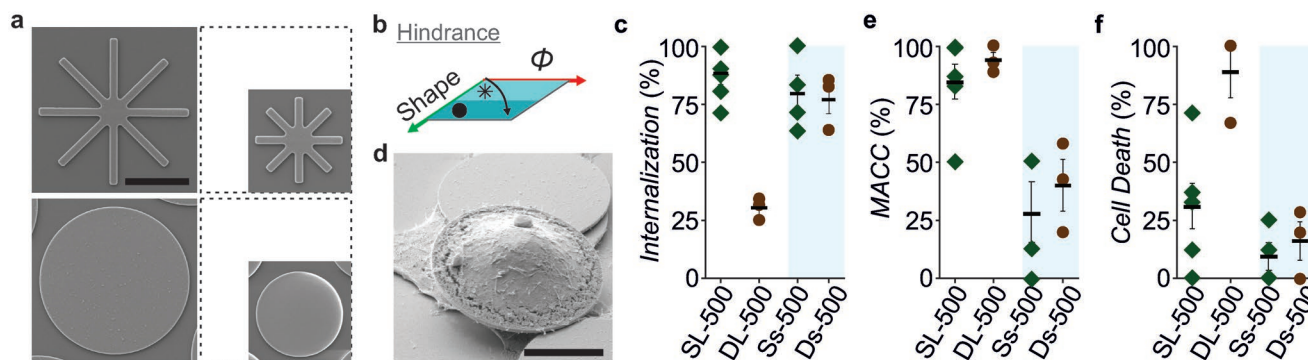 a
b
Hindrance
Φ
Shape
c
Internalization (%)
100
75
50
25
0
SL-500
DL-500
Ss-500
Ds-500
d
e
MACC (%)
100
75
50
25
0
SL-500
DL-500
Ss-500
Ds-500
f
Cell Death (%)
100
75
50
25
0
SL-500
DL-500
Ss-500
Ds-500